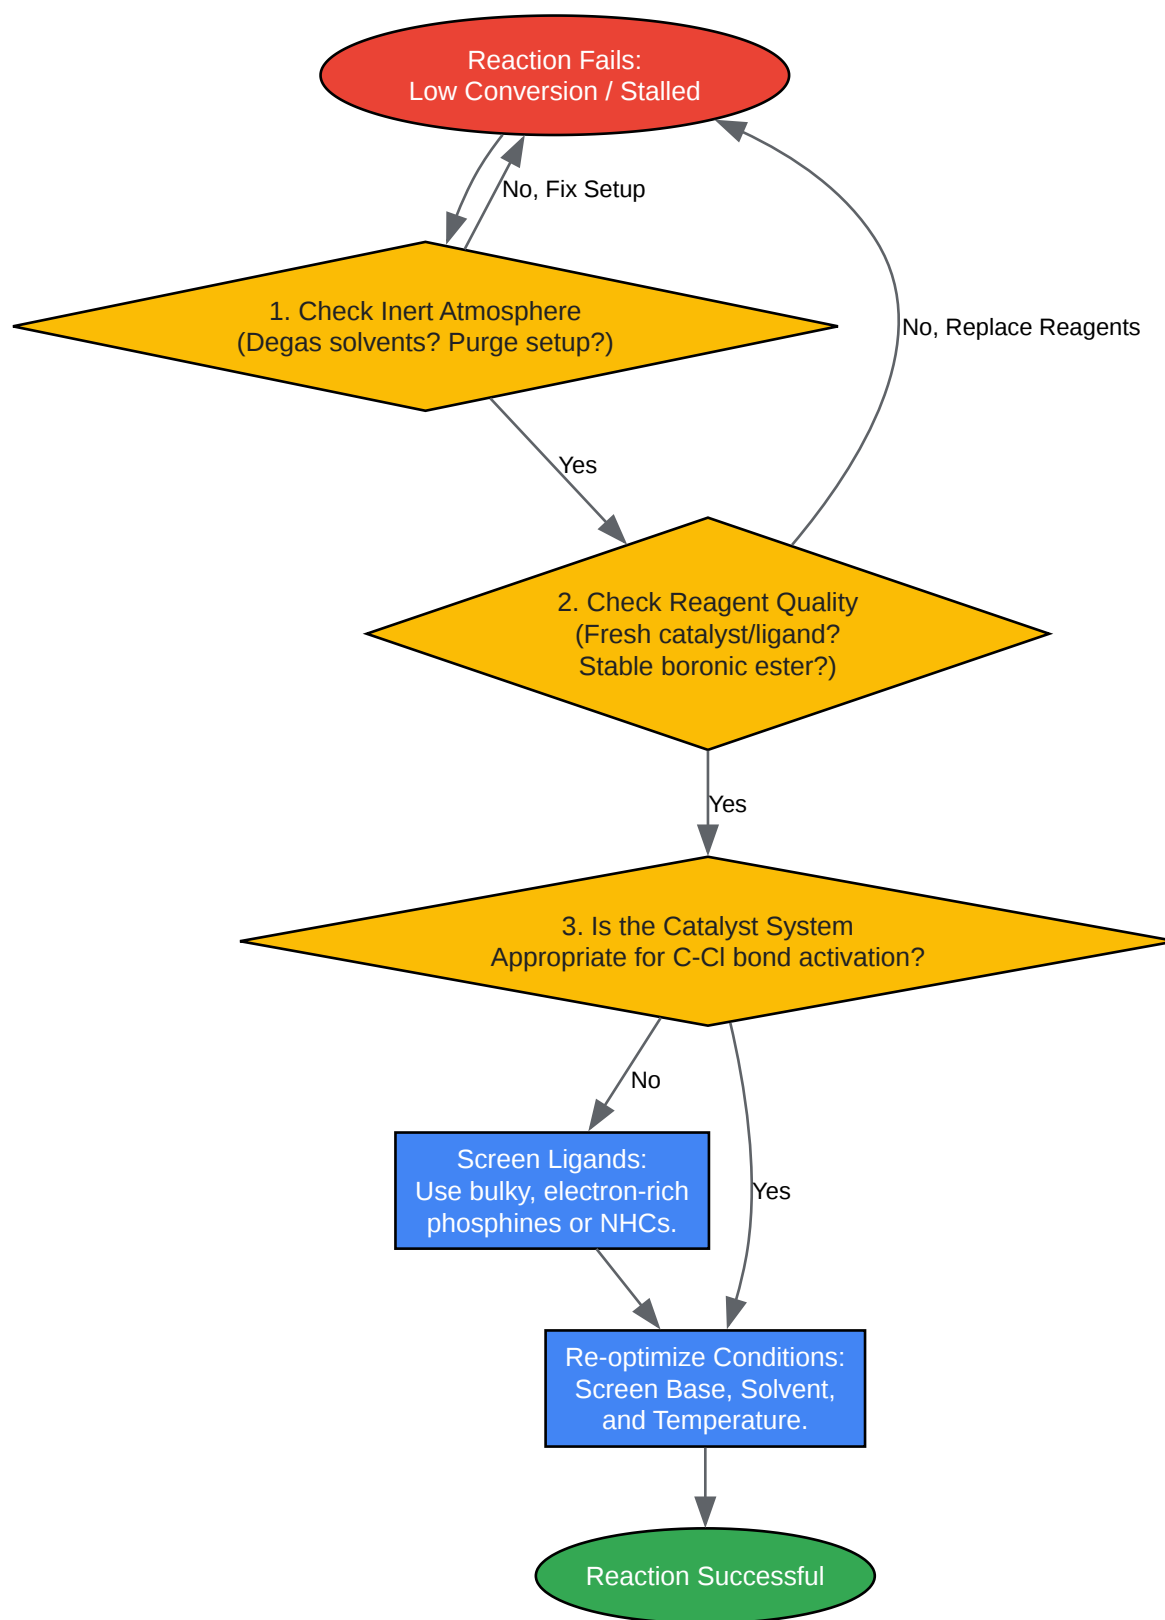 Reaction Fails:
Low Conversion / Stalled
No, Fix Setup
1. Check Inert Atmosphere
(Degas solvents? Purge setup?)
No, Replace Reagents
Yes
2. Check Reagent Quality
(Fresh catalyst/ligand?
Stable boronic ester?)
Yes
3. Is the Catalyst System
Appropriate for C-Cl bond activation?
No
Screen Ligands:
Use bulky, electron-rich
phosphines or NHCs.
Yes
Re-optimize Conditions:
Screen Base, Solvent,
and Temperature.
Reaction Successful